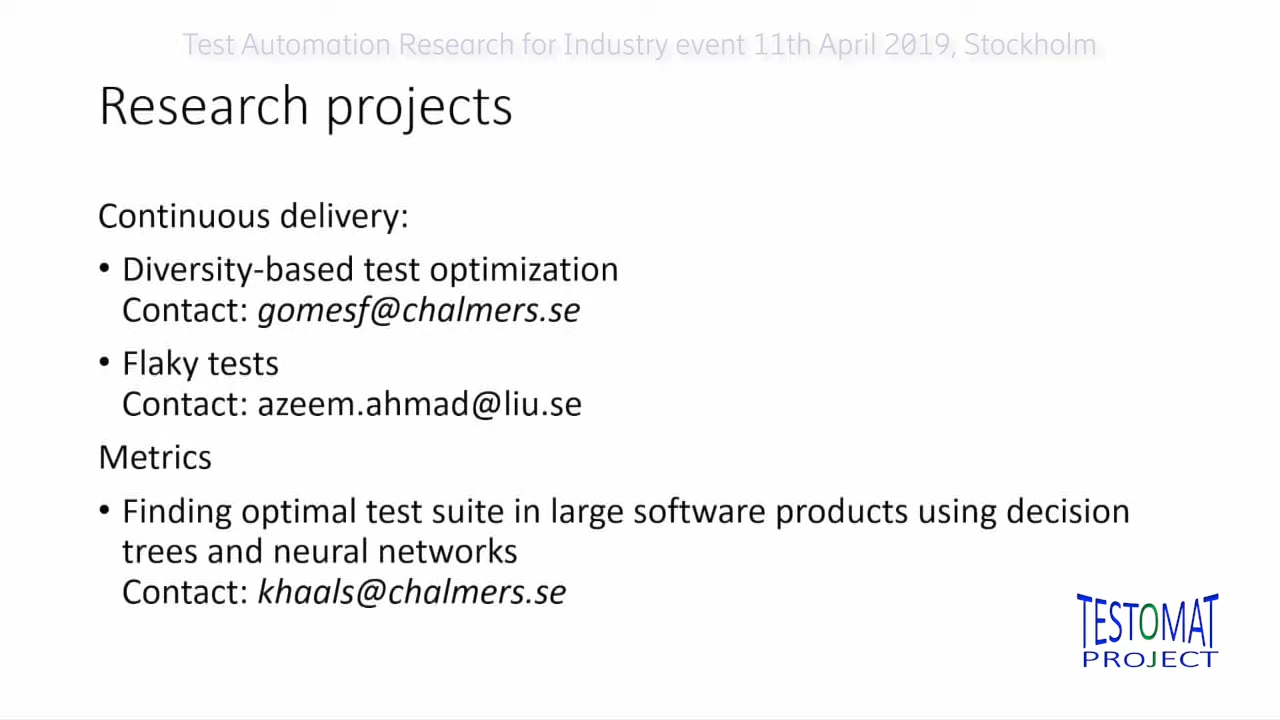 Test Automation Research for Industry event 11th April 2019, Stockholm
Research projects
Continuous delivery:
• Diversity-based test optimization
Contact: gomesf@chalmers.se
• Flaky tests
Contact: azeem.ahmad@liu.se
Metrics
• Finding optimal test suite in large software products using decision
trees and neural networks
Contact: khaals@chalmers.se
TESTOMAT
PROJECT